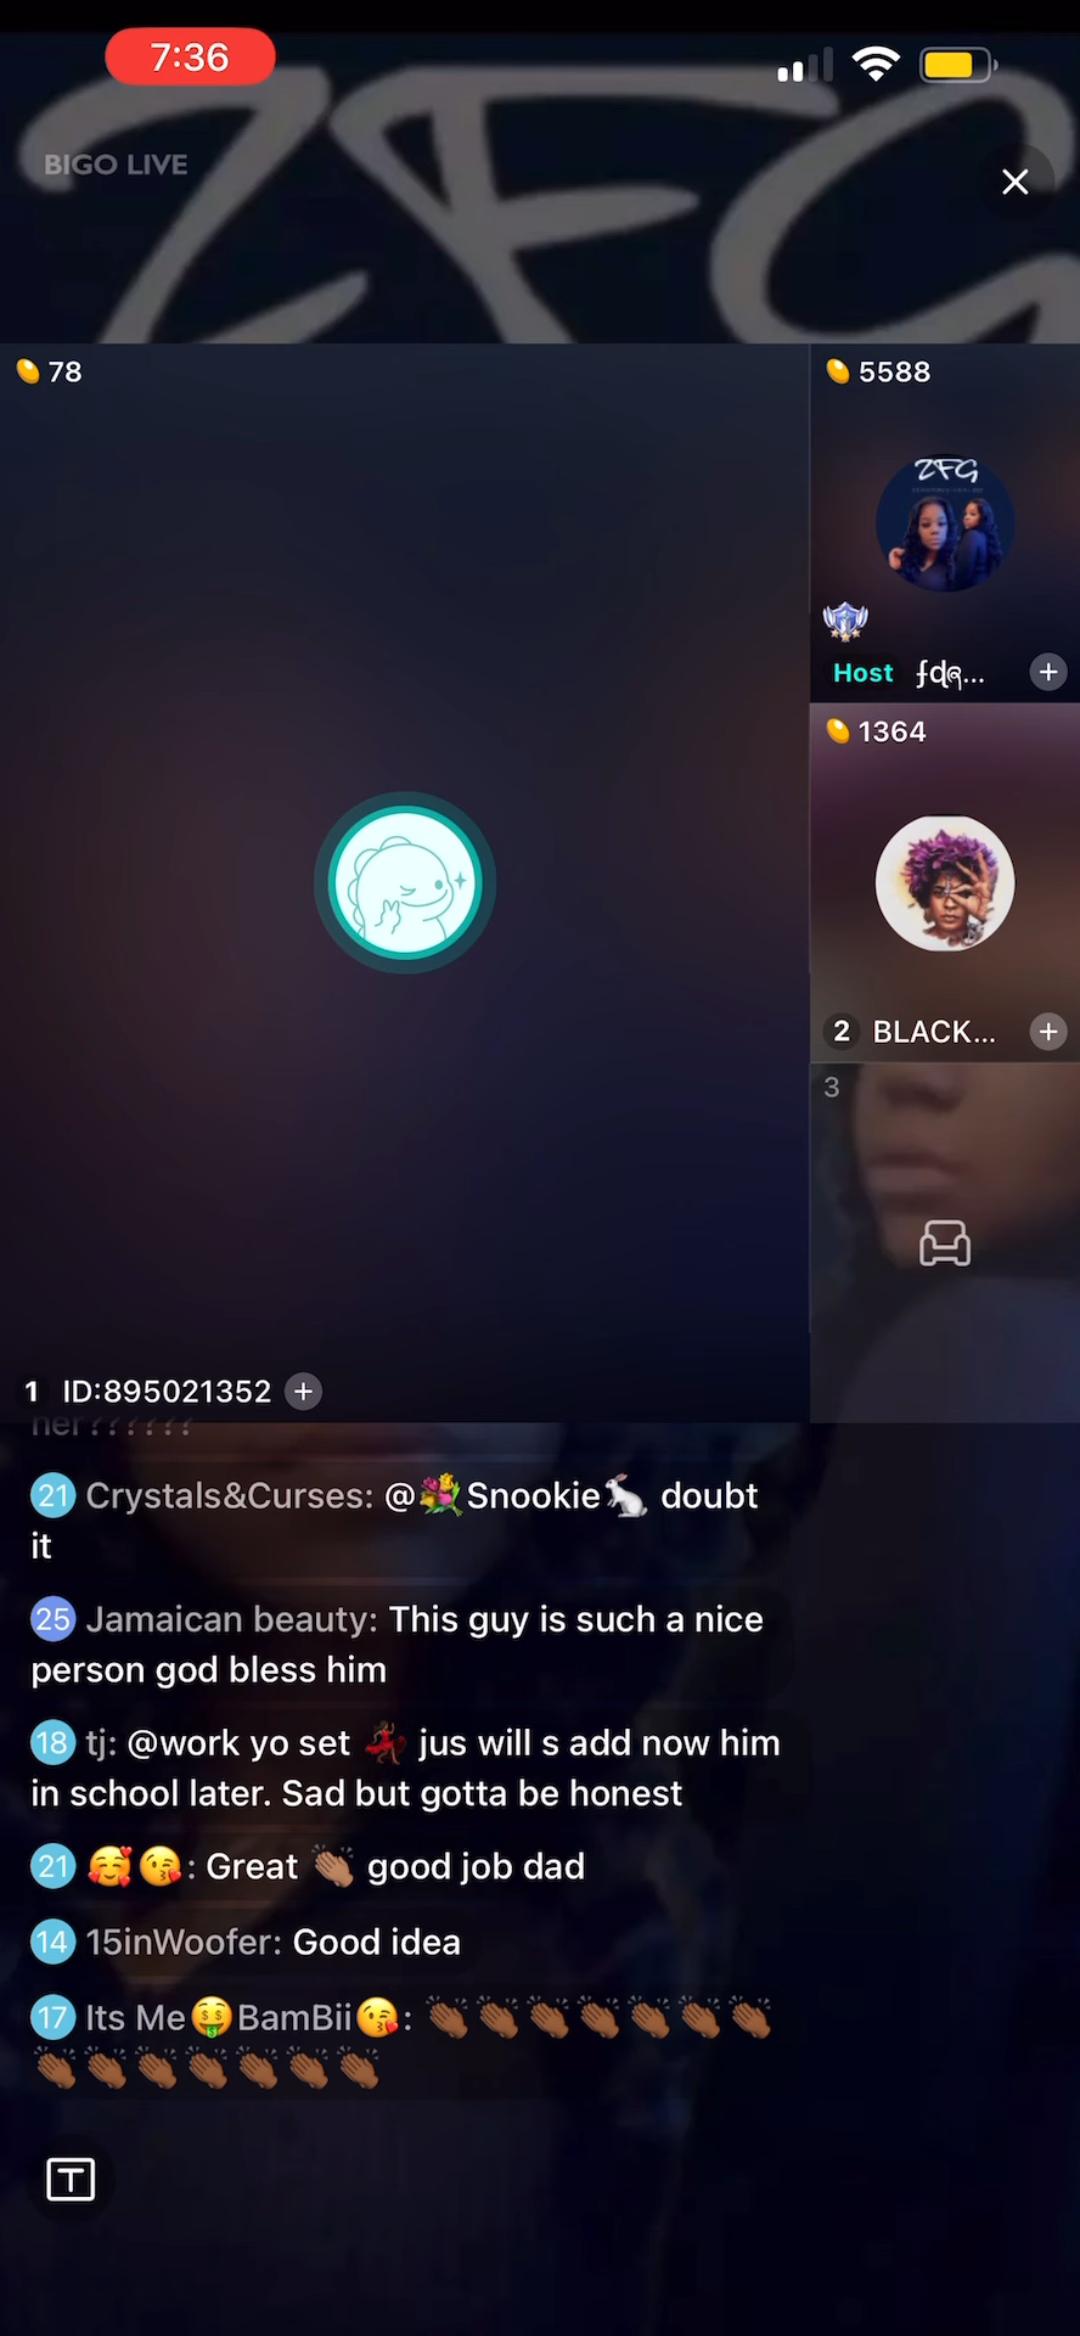 7:36
ZFG
BIGO LIVE
78
5588
ZFG
Host
1364
2 BLACK...
3
1 ID:895021352
her??????
21 Crystals&Curses: @💐Snookie🐇 doubt
it
25 Jamaican beauty: This guy is such a nice
person god bless him
18 tj: @work yo set 💃🏾 jus will s add now him
in school later. Sad but gotta be honest
21 🥰😘: Great 👏🏽 good job dad
14 15inWoofer: Good idea
17 Its Me🤑BamBii😘: 👏🏾👏🏾👏🏾👏🏾👏🏾👏🏾👏🏾
👏🏾👏🏾👏🏾👏🏾👏🏾👏🏾👏🏾
T